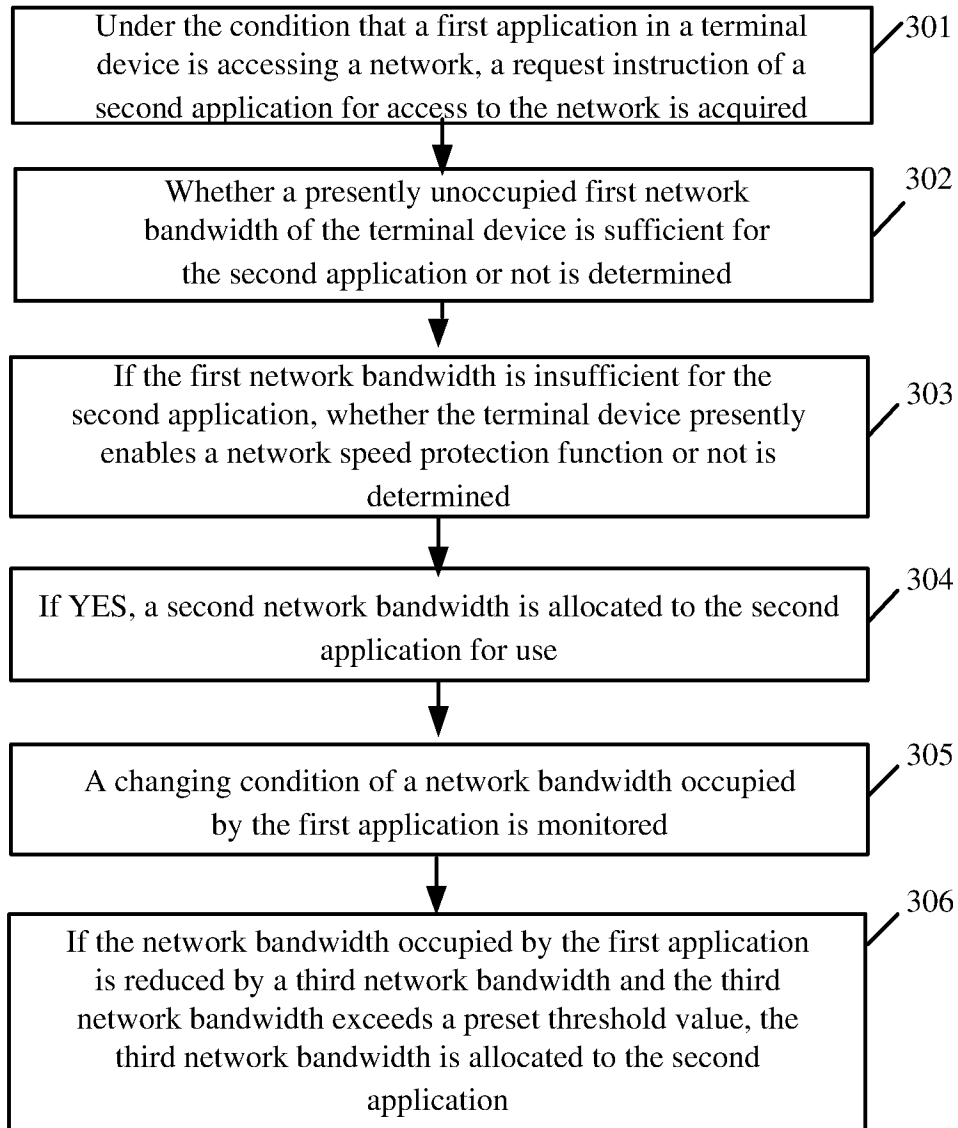 Under the condition that a first application in a terminal
device is accessing a network, a request instruction of a
second application for access to the network is acquired
301
Whether a presently unoccupied first network
bandwidth of the terminal device is sufficient for
the second application or not is determined
302
If the first network bandwidth is insufficient for the
second application, whether the terminal device presently
enables a network speed protection function or not is
determined
303
If YES, a second network bandwidth is allocated to the second
application for use
304
A changing condition of a network bandwidth occupied
by the first application is monitored
305
If the network bandwidth occupied by the first application
is reduced by a third network bandwidth and the third
network bandwidth exceeds a preset threshold value, the
third network bandwidth is allocated to the second
application
306